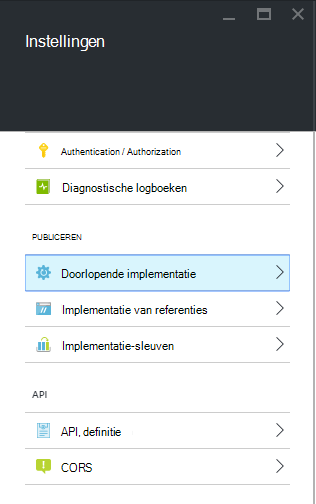 Instellingen
Authentication / Authorization
Diagnostische logboeken
PUBLICEREN
Doorlopende implementatie
Implementatie van referenties
Implementatie-sleuven
API
API, definitie
CORS